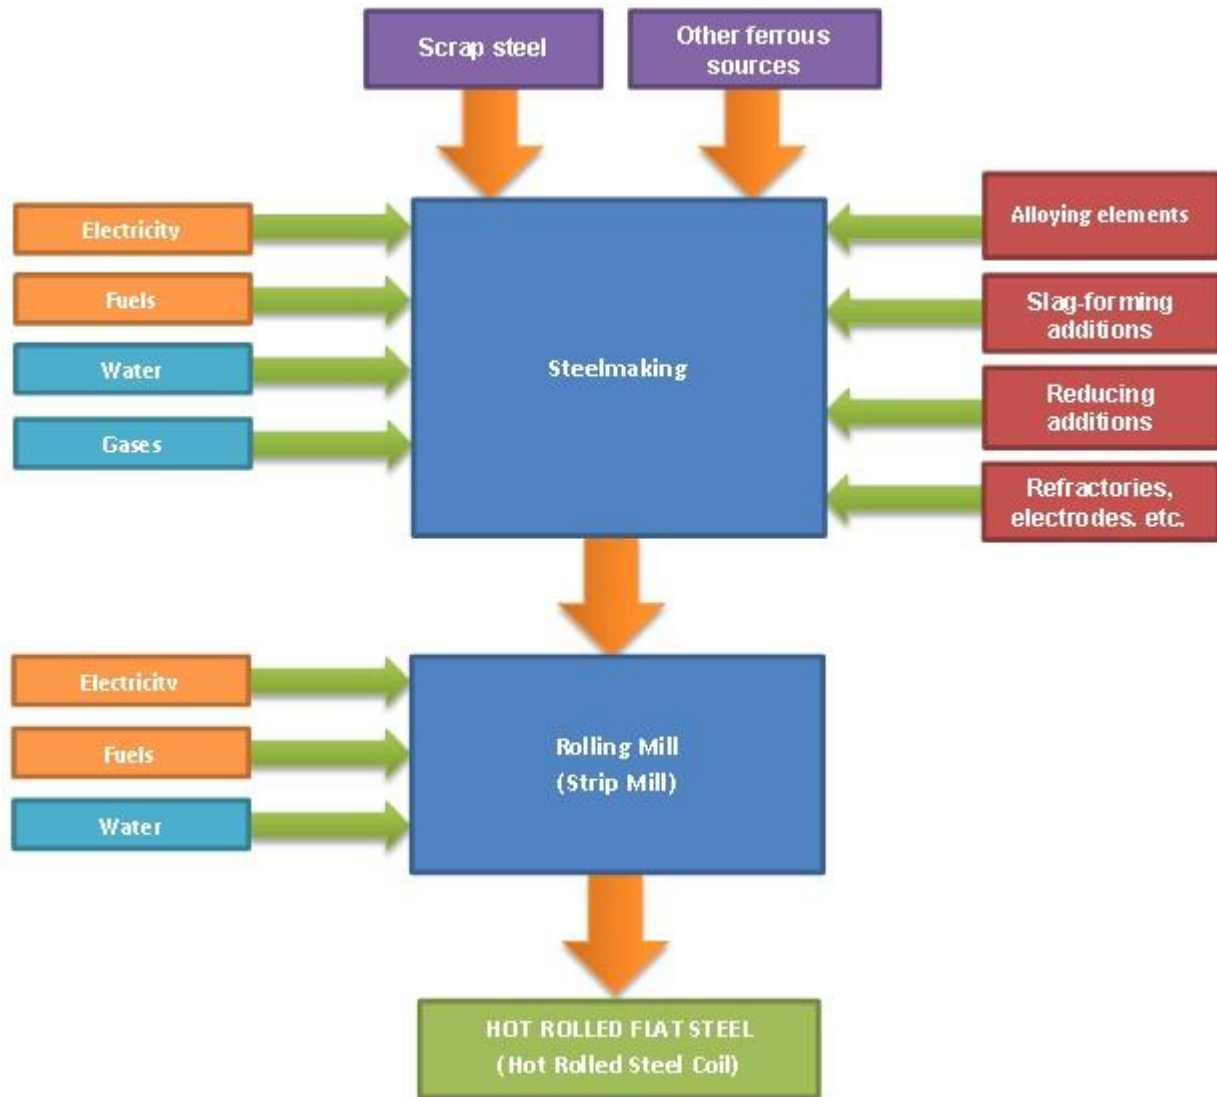 Scrap steel
Other ferrous
sources
Electricity
Fuels
Water
Gases
Steelmaking
Alloying elements
Slag-forming
additions
Reducing
additions
Refractories,
electrodes. etc.
Electricity
Fuels
Water
Rolling Mill
(Strip Mill)
HOT ROLLED FLAT STEEL
(Hot Rolled Steel Coil)